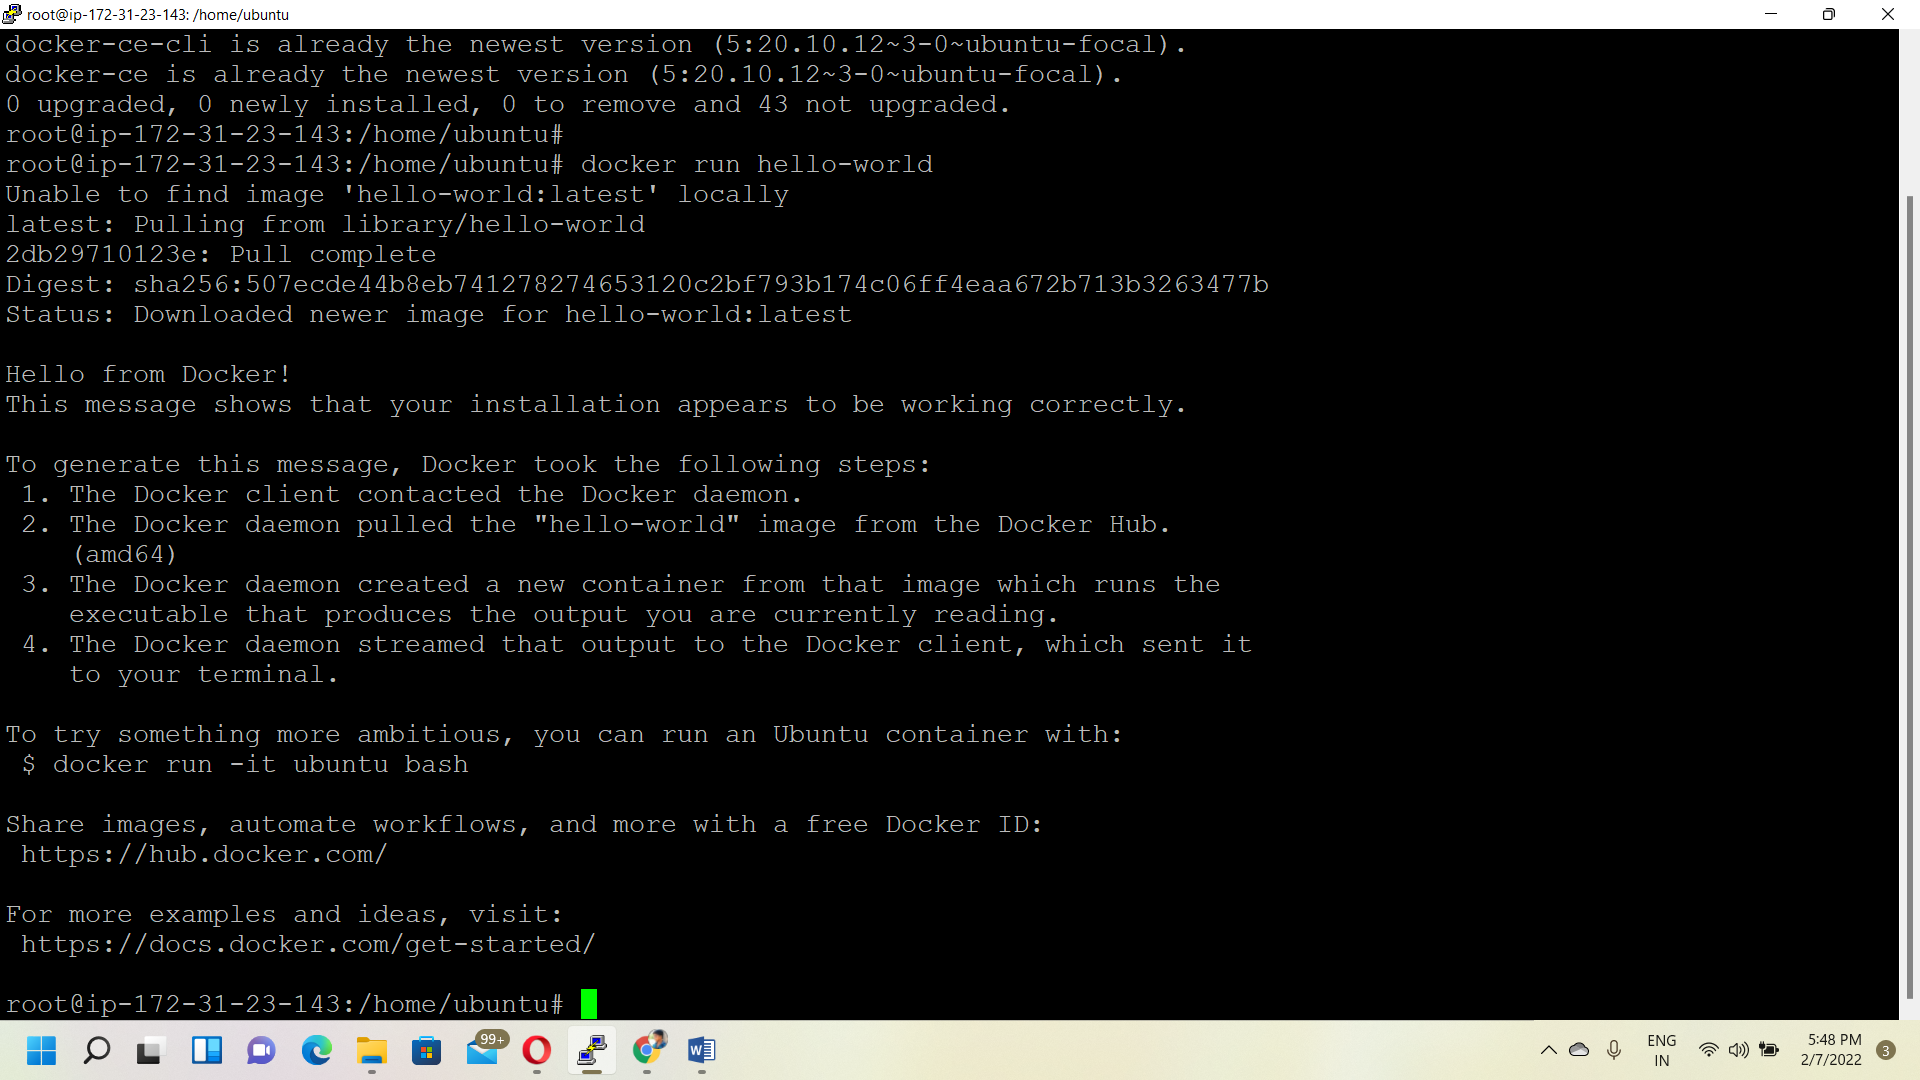 root@ip-172-31-23-143: /home/ubuntu
docker-ce-cli is already the newest version (5:20.10.12~3-0~ubuntu-focal).
docker-ce is already the newest version (5:20.10.12~3-0~ubuntu-focal).
0 upgraded, 0 newly installed, 0 to remove and 43 not upgraded.
root@ip-172-31-23-143:/home/ubuntu#
root@ip-172-31-23-143:/home/ubuntu# docker run hello-world
Unable to find image 'hello-world:latest' locally
latest: Pulling from library/hello-world
2db29710123e: Pull complete
Digest: sha256:507ecde44b8eb741278274653120c2bf793b174c06ff4eaa672b713b3263477b
Status: Downloaded newer image for hello-world:latest

Hello from Docker!
This message shows that your installation appears to be working correctly.

To generate this message, Docker took the following steps:
 1. The Docker client contacted the Docker daemon.
 2. The Docker daemon pulled the "hello-world" image from the Docker Hub.
    (amd64)
 3. The Docker daemon created a new container from that image which runs the
    executable that produces the output you are currently reading.
 4. The Docker daemon streamed that output to the Docker client, which sent it
    to your terminal.

To try something more ambitious, you can run an Ubuntu container with:
 $ docker run -it ubuntu bash

Share images, automate workflows, and more with a free Docker ID:
 https://hub.docker.com/

For more examples and ideas, visit:
 https://docs.docker.com/get-started/

root@ip-172-31-23-143:/home/ubuntu#
99+
ENG
IN
5:48 PM
2/7/2022
3